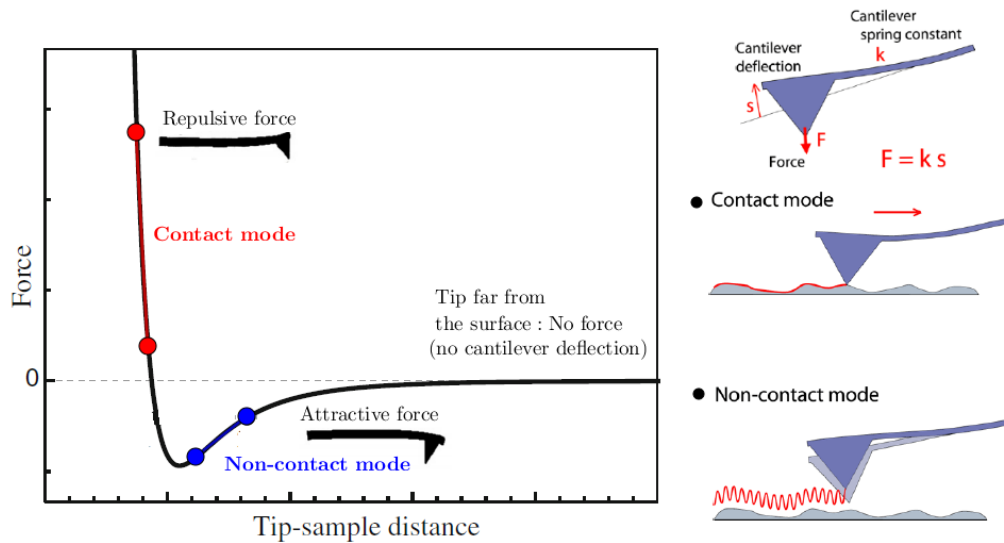 Repulsive force
Contact mode
Tip far from
the surface : No force
(no cantilever deflection)
Attractive force
Non-contact mode
Force
0
Tip-sample distance
Cantilever
spring constant
k
Cantilever
deflection
s
F
Force
F = k s
● Contact mode
● Non-contact mode